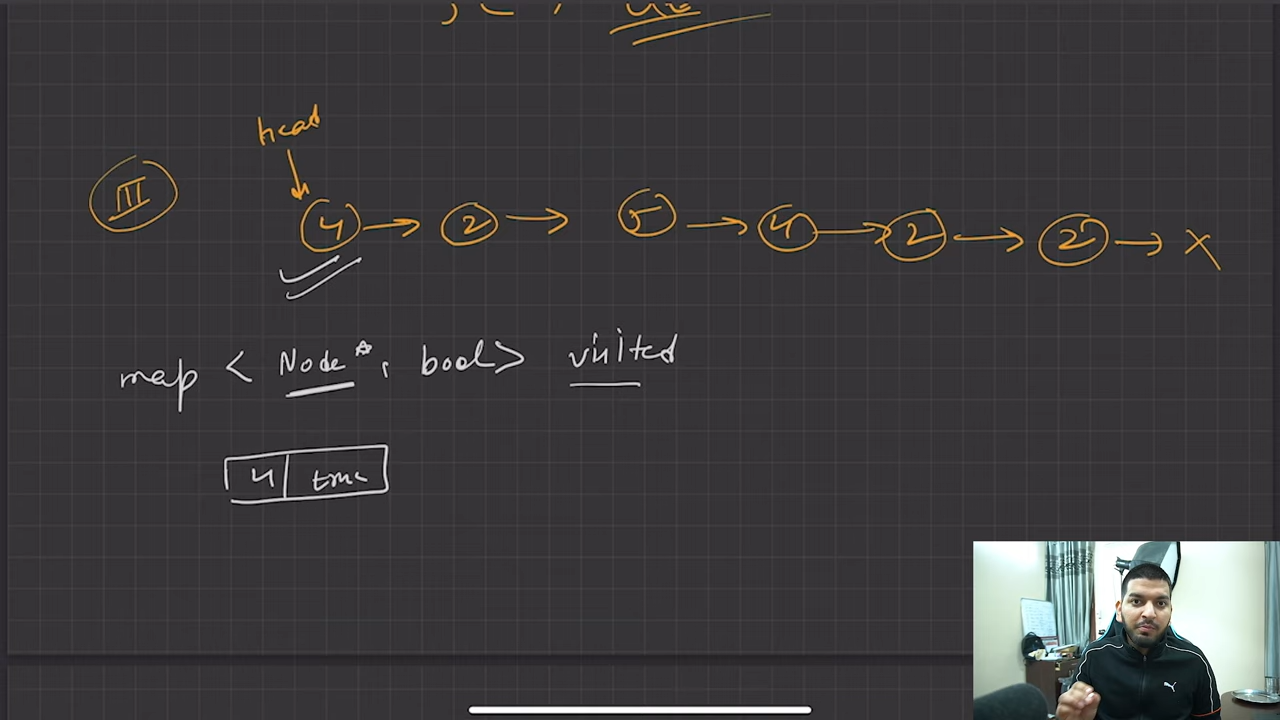 head
III 4 → 2 → 5 → 4 → 2 → 2 → X
map < Node*, bool> visited
4 | true